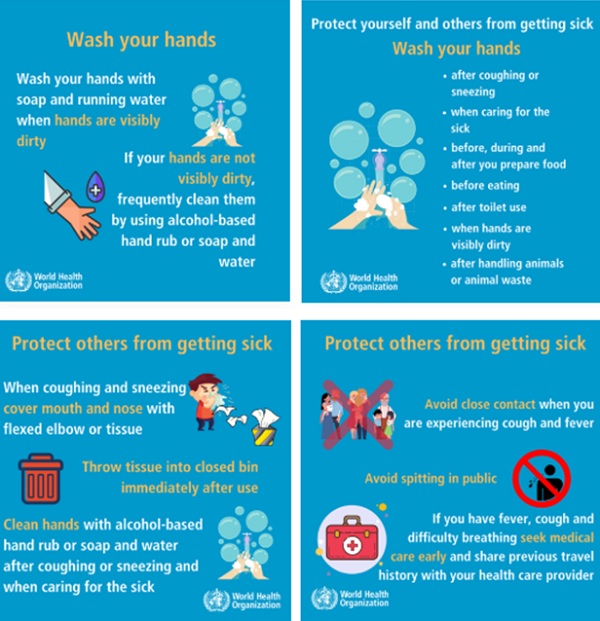 Wash your hands
Wash your hands with
soap and running water
when hands are visibly
dirty
If your hands are not
visibly dirty,
frequently clean them
by using alcohol-based
hand rub or soap and
water
World Health
Organization
Protect yourself and others from getting sick
Wash your hands
• after coughing or
sneezing
• when caring for the
sick
• before, during and
after you prepare food
• before eating
• after toilet use
• when hands are
visibly dirty
• after handling animals
or animal waste
World Health
Organization
Protect others from getting sick
When coughing and sneezing
cover mouth and nose with
flexed elbow or tissue
Throw tissue into closed bin
immediately after use
Clean hands with alcohol-based
hand rub or soap and water
after coughing or sneezing and
when caring for the sick
World Health
Organization
Protect others from getting sick
Avoid close contact when you
are experiencing cough and fever
Avoid spitting in public
If you have fever, cough and
difficulty breathing seek medical
care early and share previous travel
history with your health care provider
World Health
Organization